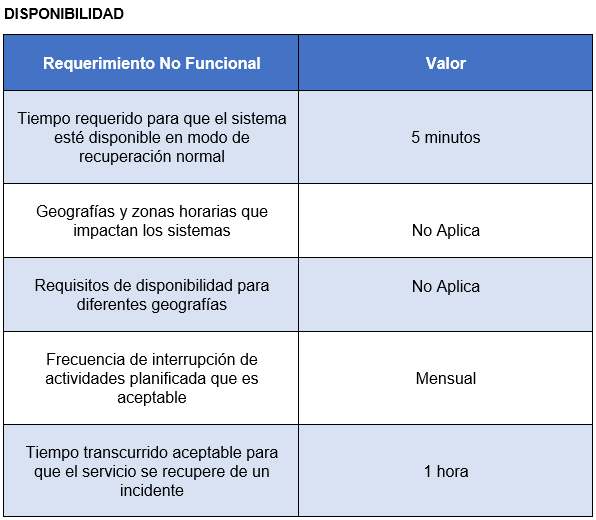 DISPONIBILIDAD
Requerimiento No Funcional
Valor
Tiempo requerido para que el sistema
esté disponible en modo de
recuperación normal
5 minutos
Geografías y zonas horarias que
impactan los sistemas
No Aplica
Requisitos de disponibilidad para
diferentes geografías
No Aplica
Frecuencia de interrupción de
actividades planificada que es
aceptable
Mensual
Tiempo transcurrido aceptable para
que el servicio se recupere de un
incidente
1 hora